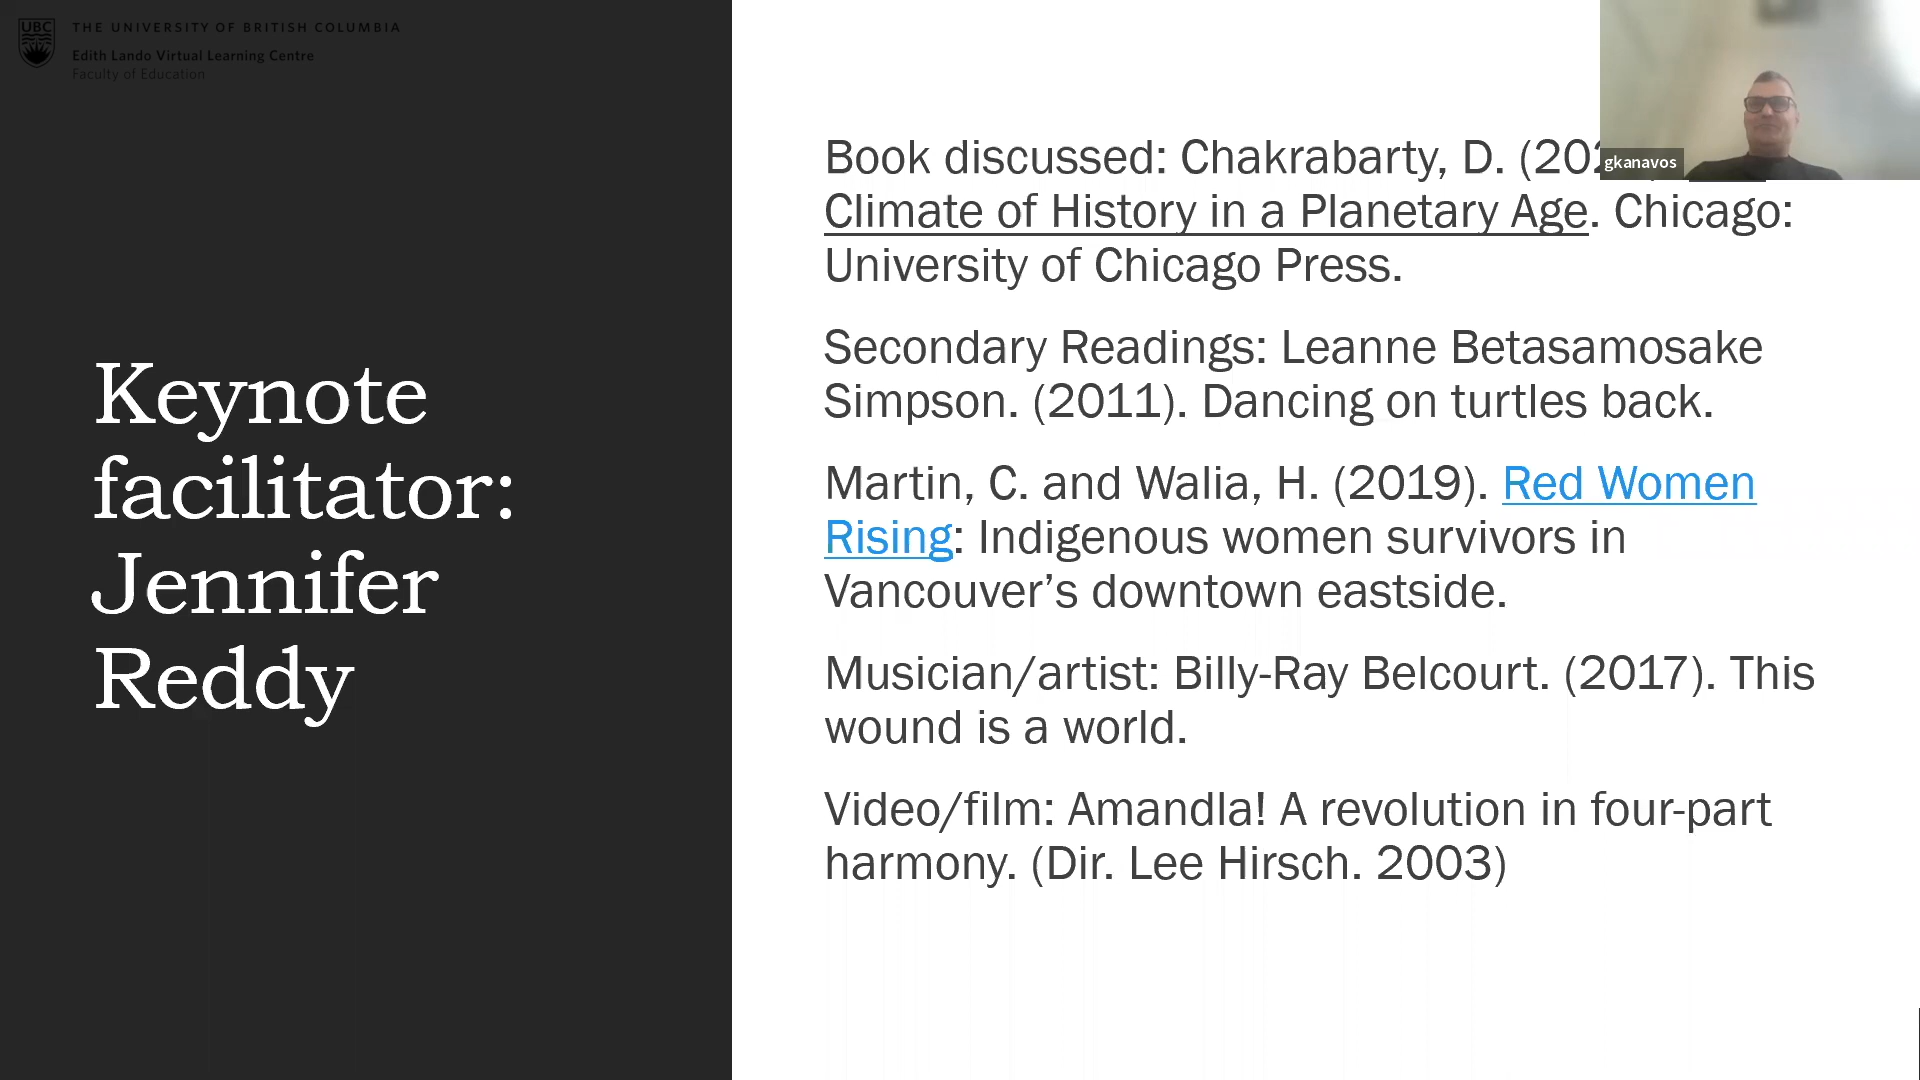 UBC
THE UNIVERSITY OF BRITISH COLUMBIA
Edith Lando Virtual Learning Centre
Faculty of Education
Keynote
facilitator:
Jennifer
Reddy
Book discussed: Chakrabarty, D.
Climate of History in a Planetary Age. Chicago:
University of Chicago Press.
Secondary Readings: Leanne Betasamosake
Simpson. (2011). Dancing on turtles back.
Martin, C. and Walia, H. (2019). Red Women
Rising: Indigenous women survivors in
Vancouver’s downtown eastside.
Musician/artist: Billy-Ray Belcourt. (2017). This
wound is a world.
Video/film: Amandla! A revolution in four-part
harmony. (Dir. Lee Hirsch. 2003)
gkanavos